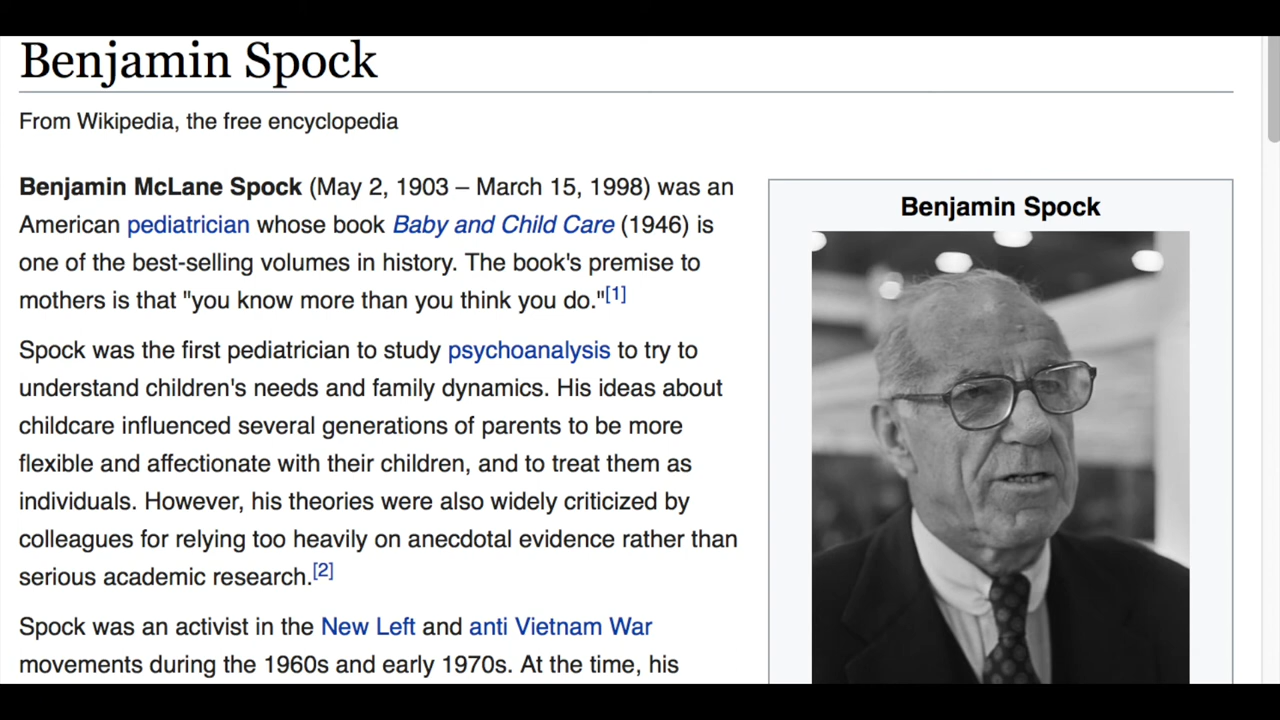 Benjamin Spock
From Wikipedia, the free encyclopedia
Benjamin McLane Spock (May 2, 1903 – March 15, 1998) was an
American pediatrician whose book Baby and Child Care (1946) is
one of the best-selling volumes in history. The book's premise to
mothers is that "you know more than you think you do."[1]
Spock was the first pediatrician to study psychoanalysis to try to
understand children's needs and family dynamics. His ideas about
childcare influenced several generations of parents to be more
flexible and affectionate with their children, and to treat them as
individuals. However, his theories were also widely criticized by
colleagues for relying too heavily on anecdotal evidence rather than
serious academic research.[2]
Spock was an activist in the New Left and anti Vietnam War
movements during the 1960s and early 1970s. At the time, his
Benjamin Spock